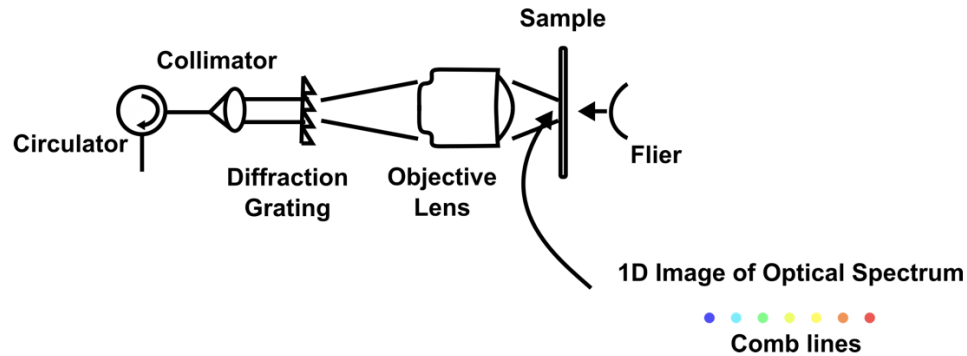 Sample
Collimator
Circulator
Flier
Diffraction
Grating
Objective
Lens
1D Image of Optical Spectrum
Comb lines